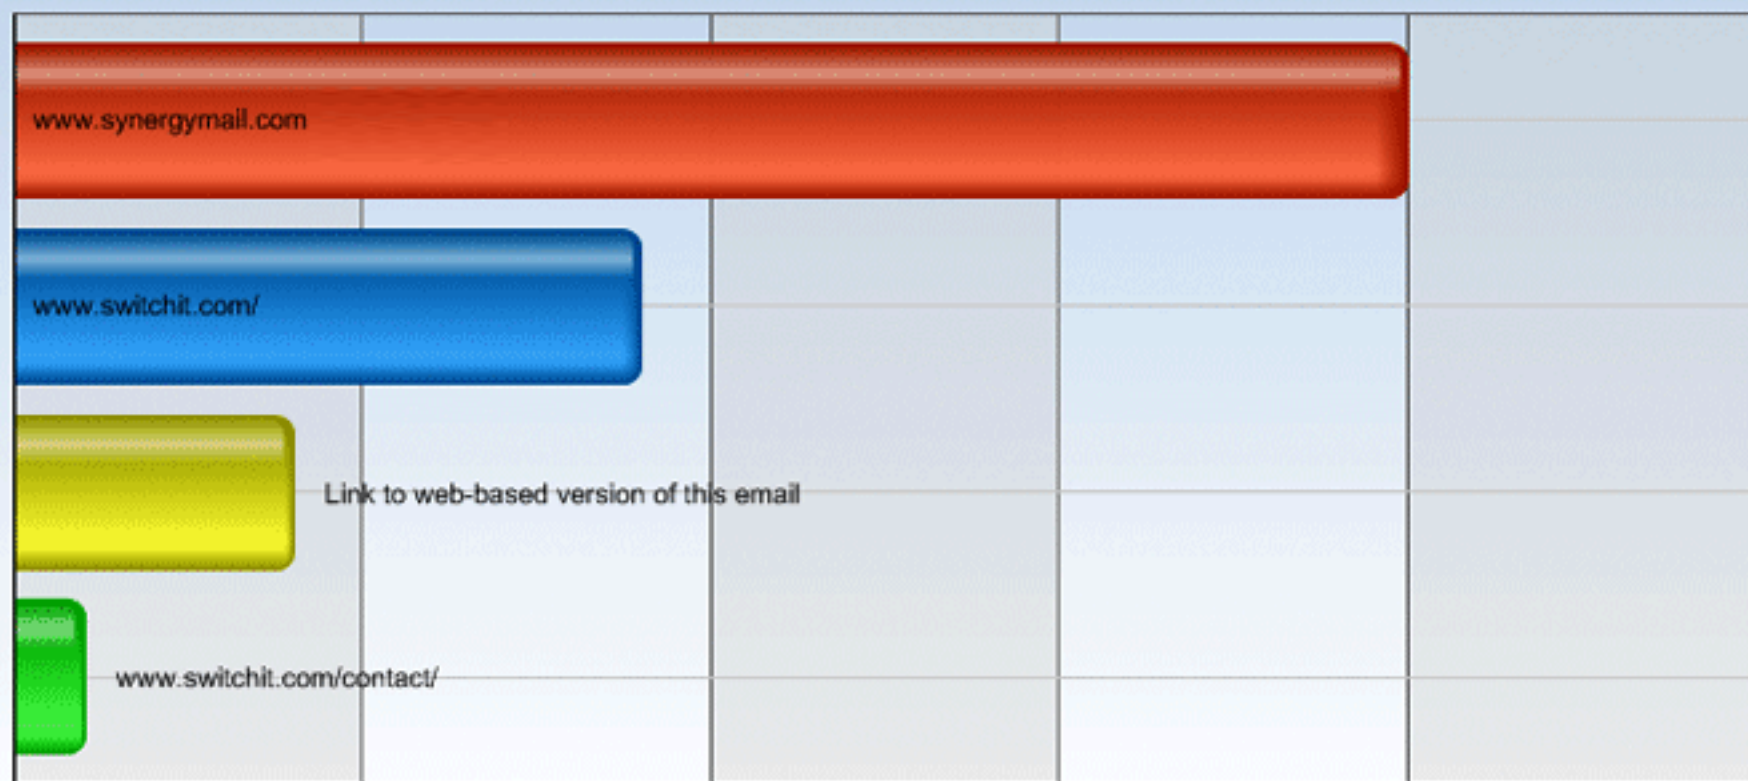 www.synergymail.com
www.switchit.com/
Link to web-based version of this email
www.switchit.com/contact/